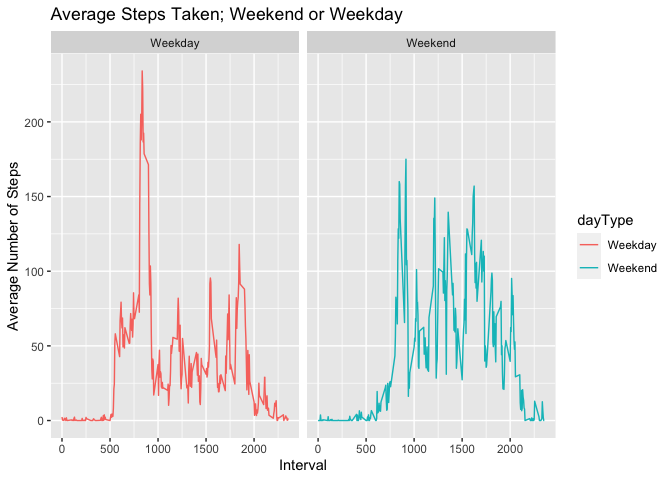 Average Steps Taken; Weekend or Weekday
Weekday
Weekend
Average Number of Steps
200
150
100
50
0
0 500 1000 1500 2000
0 500 1000 1500 2000
Interval
dayType
Weekday
Weekend